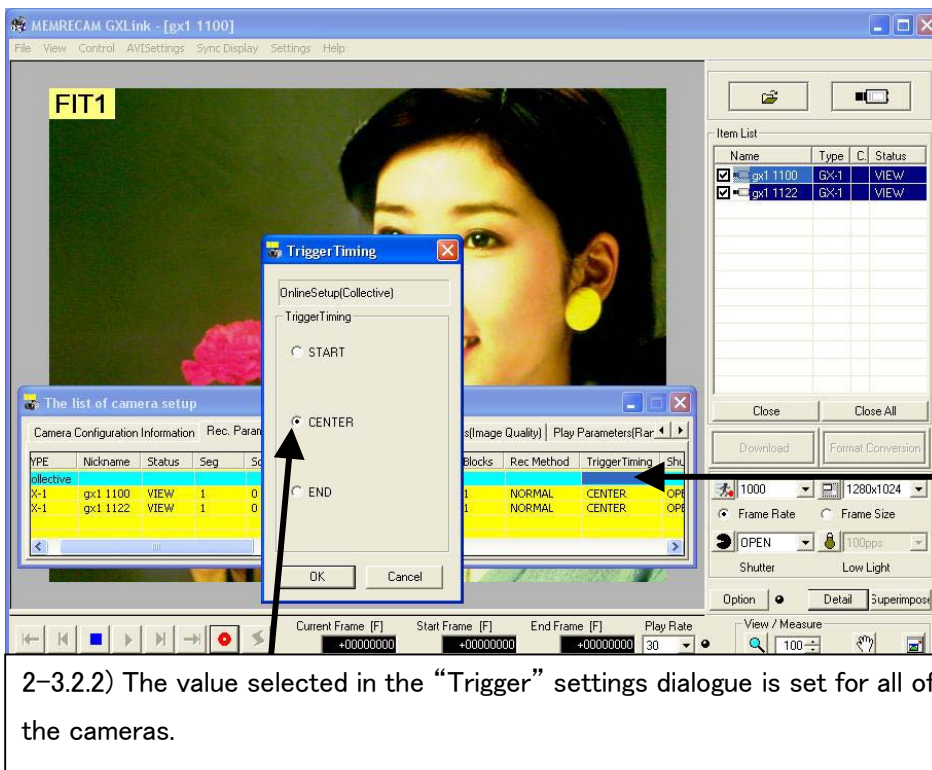 MEMRECAM GXLink - [gx1 1100]
File View Control AVISettings Sync Display Settings Help
FIT1
Item List
Name Type C. Status
gx1 1100 GX-1 VIEW
gx1 1122 GX-1 VIEW
TriggerTiming
OnlineSetup(Collective)
TriggerTiming
START
CENTER
END
OK Cancel
The list of camera setup
Camera Configuration Information Rec. Param s(Image Quality) Play Parameters(Ran
YPE Nickname Status Seg Sc Blocks Rec Method TriggerTiming Shu
ollective
X-1 gx1 1100 VIEW 1 0 1 NORMAL CENTER OPE
X-1 gx1 1122 VIEW 1 0 1 NORMAL CENTER OPE
Close Close All
Download Format Conversion
1000 1280x1024
Frame Rate Frame Size
OPEN 100pps
Shutter Low Light
Option Detail Superimpose
Current Frame [F] Start Frame [F] End Frame [F] Play Rate View / Measure
+00000000 +00000000 +00000000 30 100
2-3.2.2) The value selected in the “Trigger” settings dialogue is set for all of
the cameras.